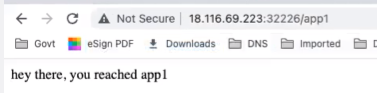 Not Secure | 18.116.69.223:32226/app1
Govt eSign PDF Downloads DNS Imported
hey there, you reached app1